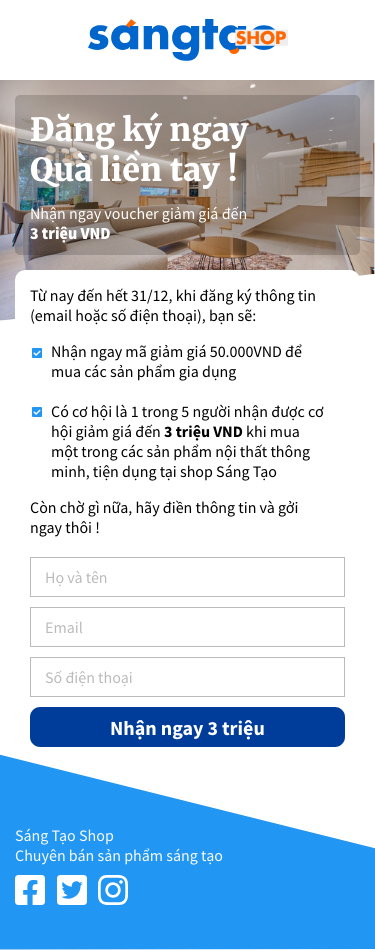 sángtạo
SHOP
Đăng ký ngay
Quà liền tay !
Nhận ngay voucher giảm giá đến
3 triệu VND
Từ nay đến hết 31/12, khi đăng ký thông tin
(email hoặc số điện thoại), bạn sẽ:
Nhận ngay mã giảm giá 50.000VND để
mua các sản phẩm gia dụng
Có cơ hội là 1 trong 5 người nhận được cơ
hội giảm giá đến 3 triệu VND khi mua
một trong các sản phẩm nội thất thông
minh, tiện dụng tại shop Sáng Tạo
Còn chờ gì nữa, hãy điền thông tin và gởi
ngay thôi !
Họ và tên
Email
Số điện thoại
Nhận ngay 3 triệu
Sáng Tạo Shop
Chuyên bán sản phẩm sáng tạo